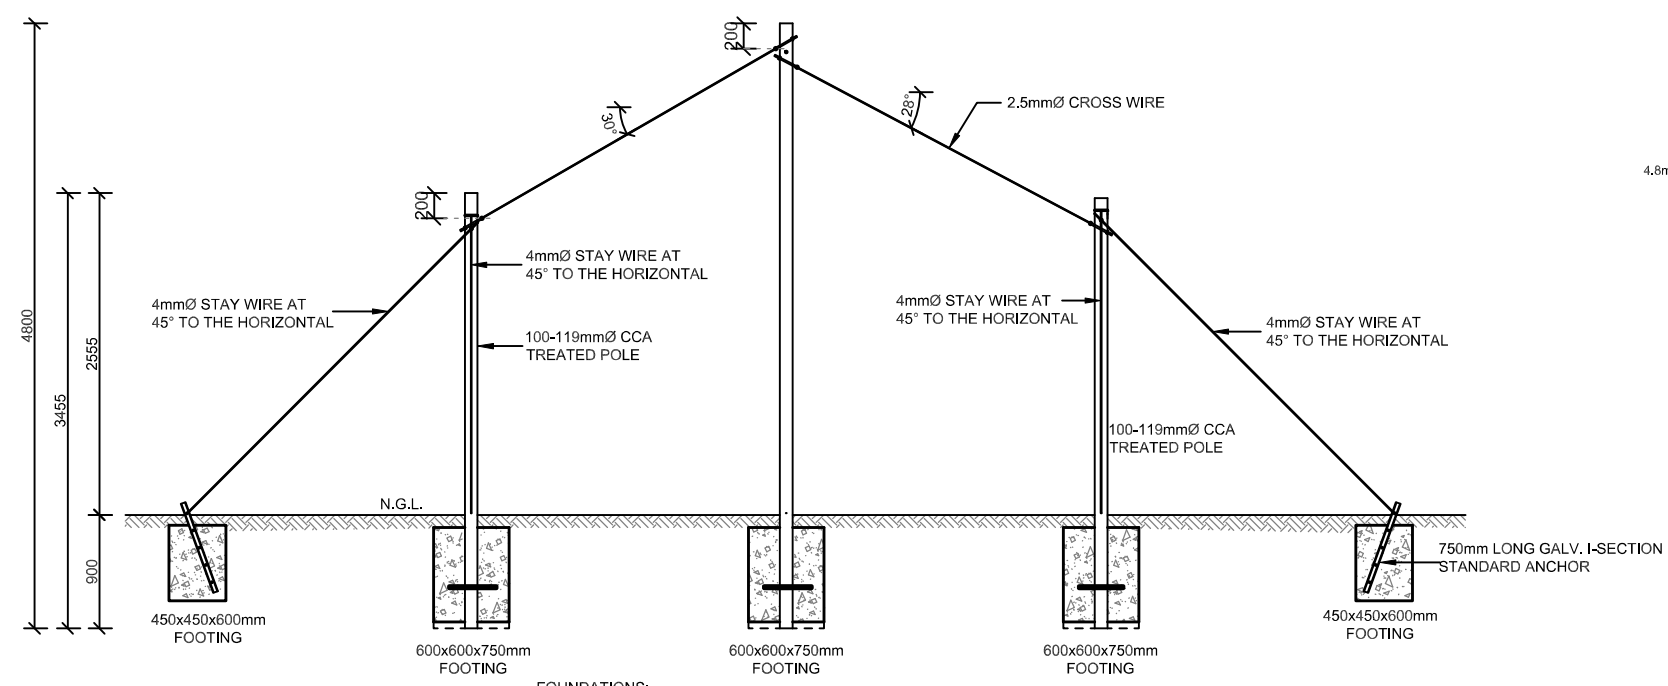 200
2.5mmØ CROSS WIRE
28°
30°
4.8m
200
4mmØ STAY WIRE AT
45° TO THE HORIZONTAL
4mmØ STAY WIRE AT
45° TO THE HORIZONTAL
4mmØ STAY WIRE AT
45° TO THE HORIZONTAL
4mmØ STAY WIRE AT
45° TO THE HORIZONTAL
4800
2555
3455
100-119mmØ CCA
TREATED POLE
100-119mmØ CCA
TREATED POLE
N.G.L.
900
750mm LONG GALV. I-SECTION
STANDARD ANCHOR
450x450x600mm
FOOTING
450x450x600mm
FOOTING
600x600x750mm
FOOTING
600x600x750mm
FOOTING
600x600x750mm
FOOTING